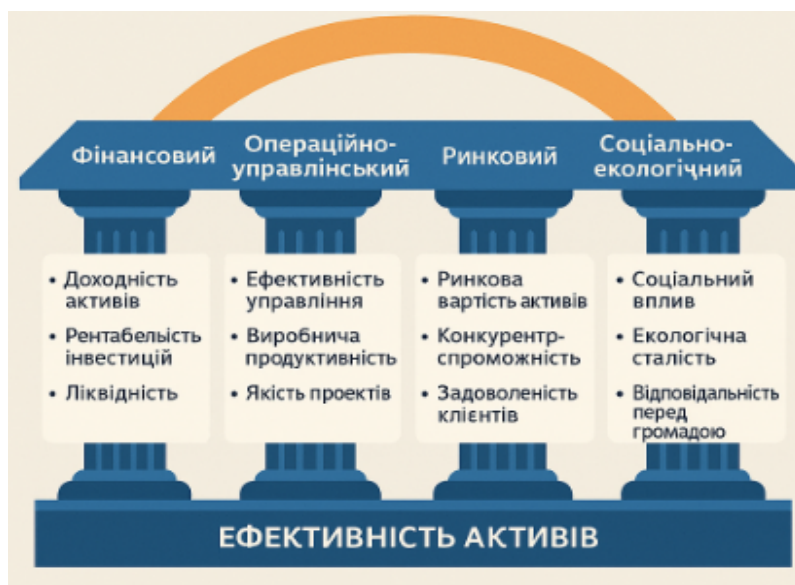 Фінансовий
Операційно-
управлінський
Ринковий
Соціально-
екологічний
• Доходність
активів
• Рентабельість
інвестицій
• Ліквідність
• Ефективність
управління
• Виробнича
продуктивність
• Якість проектів
• Ринкова
вартість активів
• Конкурентр-
спроможність
• Задоволеність
клієнтів
• Соціальний
вплив
• Екологічна
сталість
• Відповідальність
перед
громадою
ЕФЕКТИВНІСТЬ АКТИВІВ